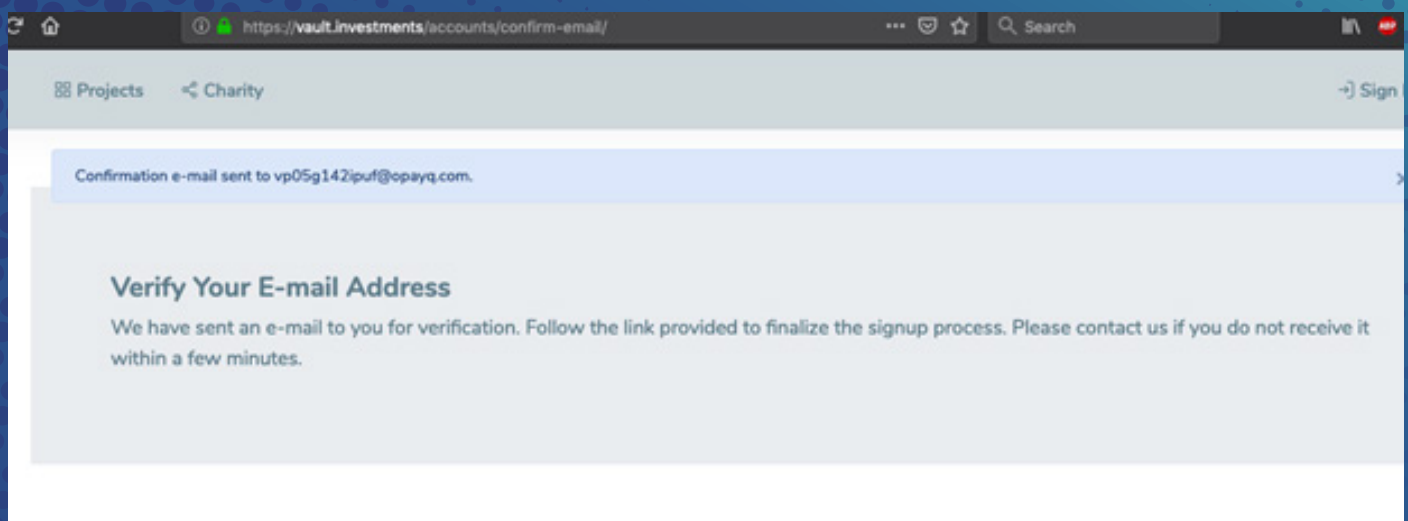 https://vault.investments/accounts/confirm-email/
Search
ABP
Projects
Charity
Sign
Confirmation e-mail sent to vp05g142ipuf@opayq.com.
Verify Your E-mail Address
We have sent an e-mail to you for verification. Follow the link provided to finalize the signup process. Please contact us if you do not receive it
within a few minutes.